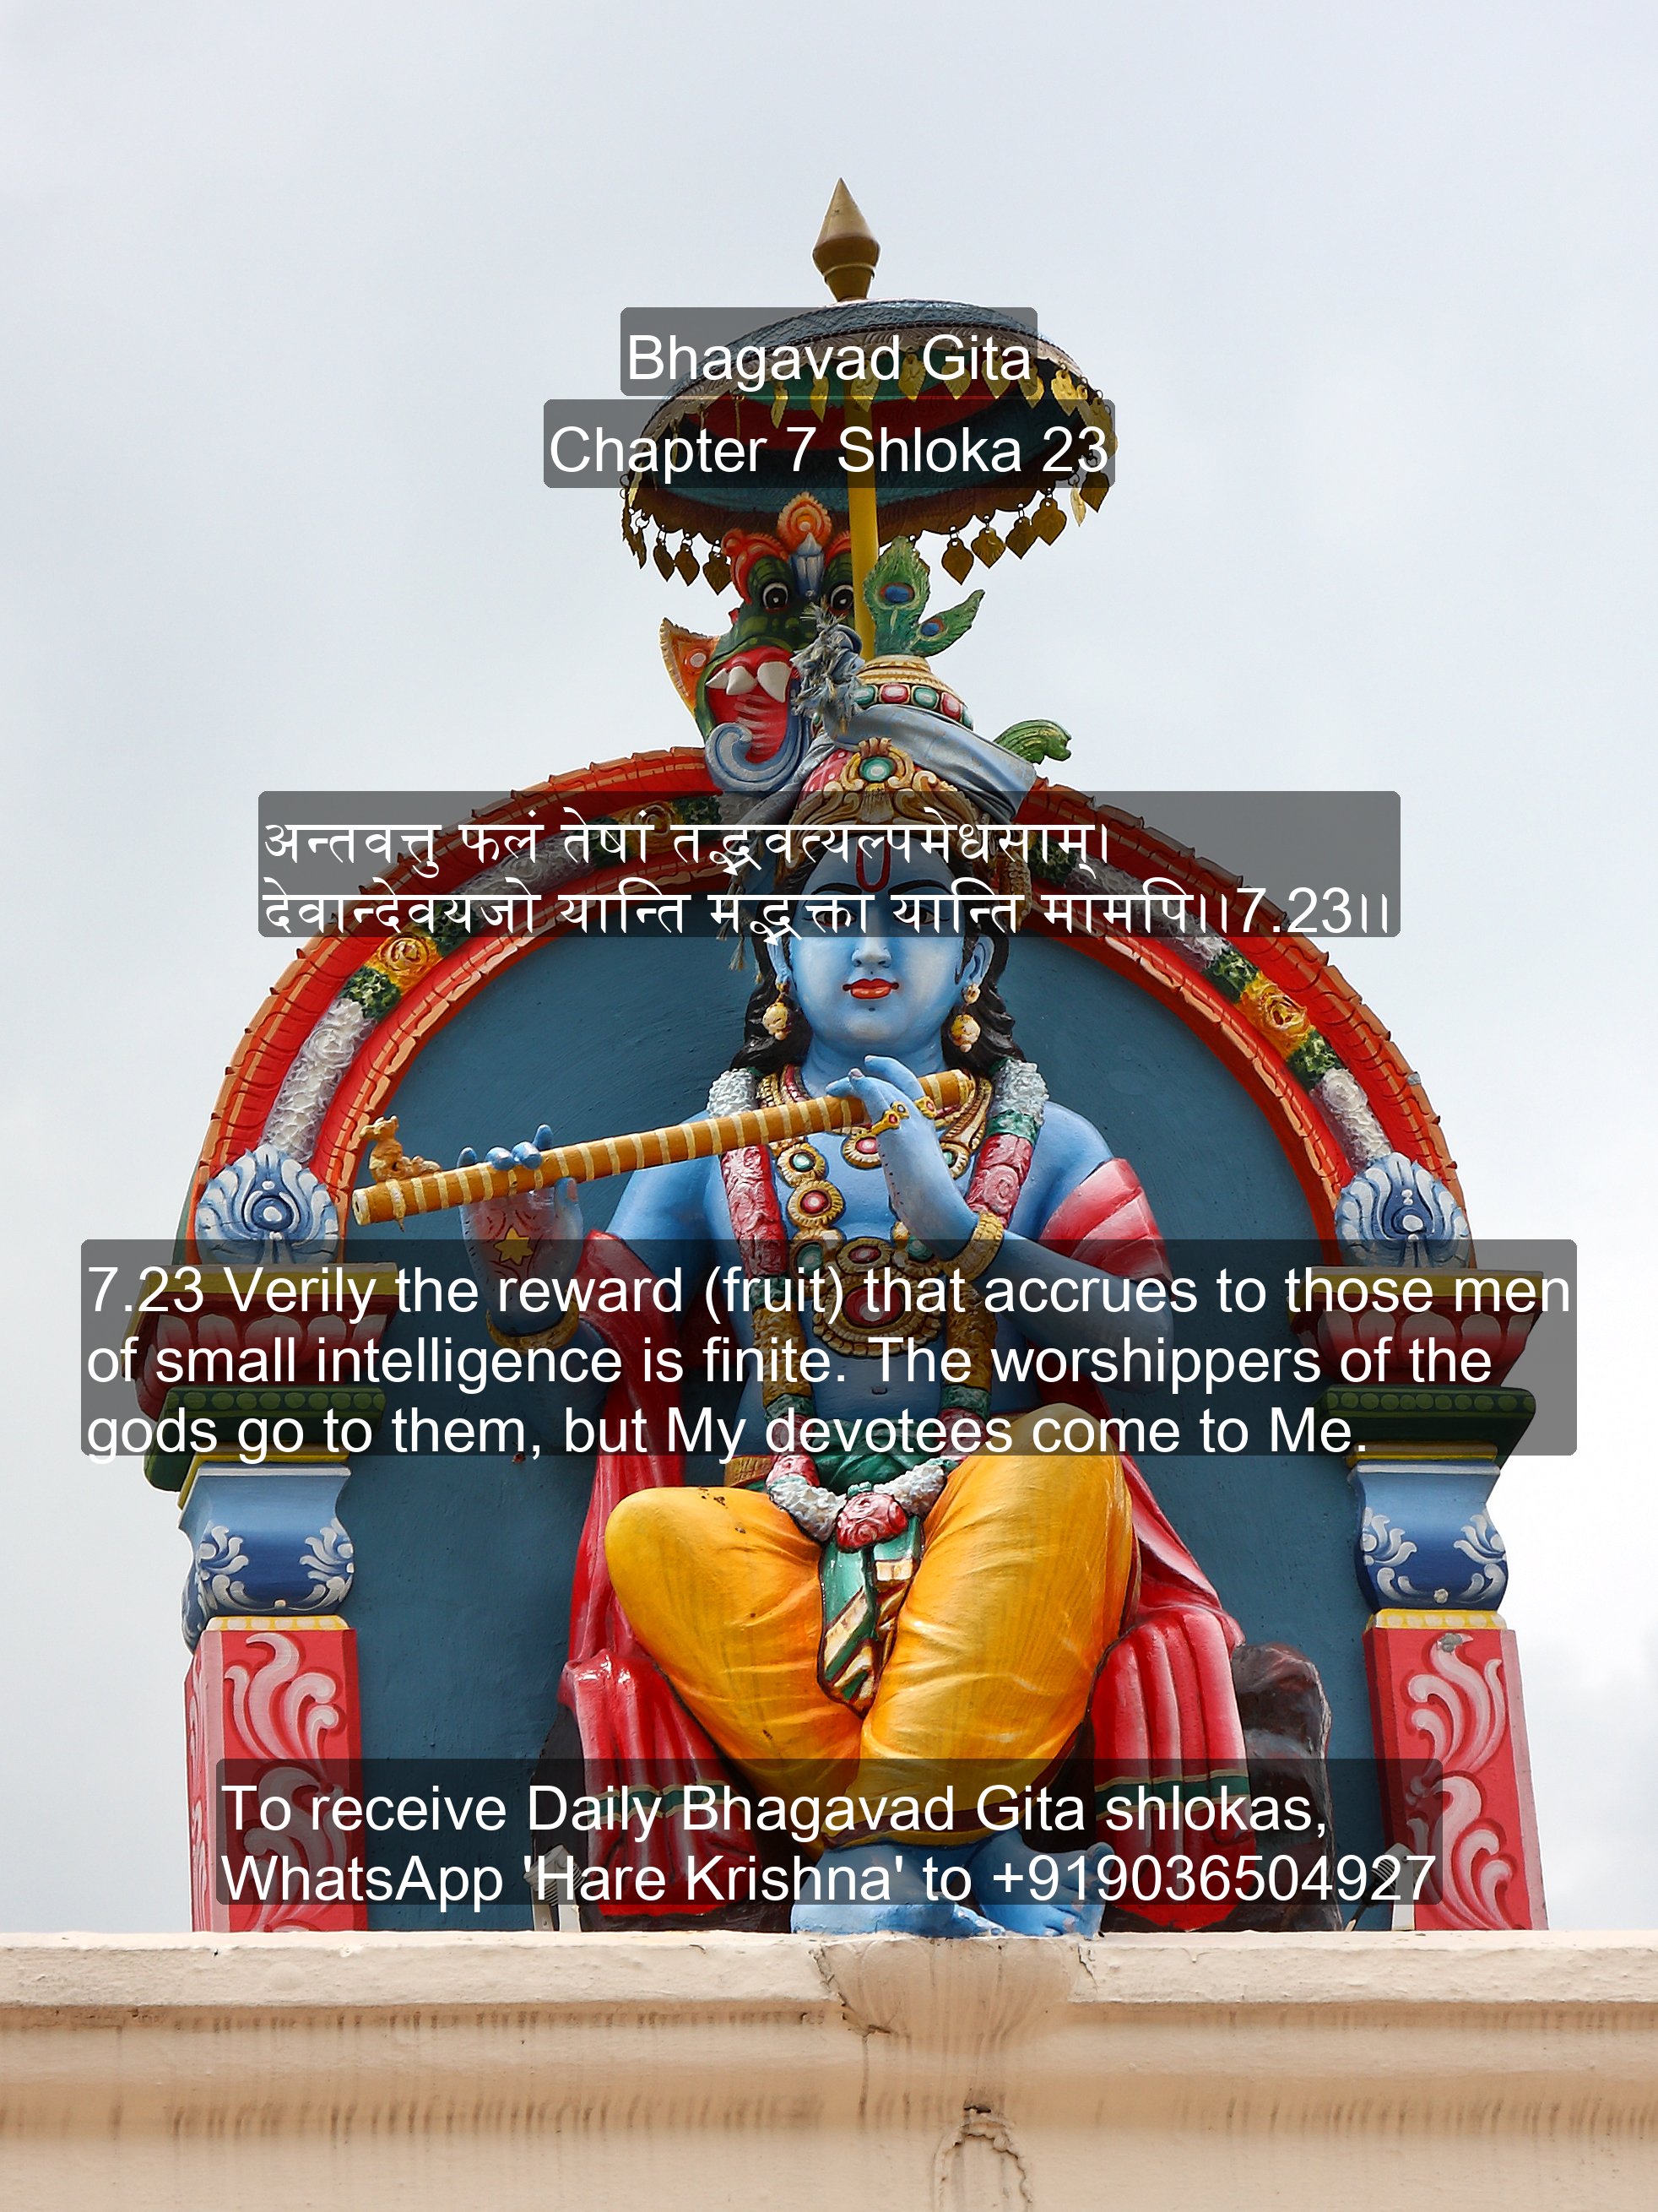 Bhagavad Gita
Chapter 7 Shloka 23
अन्तवत्तु फलं तेषां तद्भवत्यल्पमेधसाम्।
देवान्देवयजो यान्ति मद्भक्ता यान्ति मामपि।।7.23।।
7.23 Verily the reward (fruit) that accrues to those men
of small intelligence is finite. The worshippers of the
gods go to them, but My devotees come to Me.
To receive Daily Bhagavad Gita shlokas,
WhatsApp 'Hare Krishna' to +919036504927